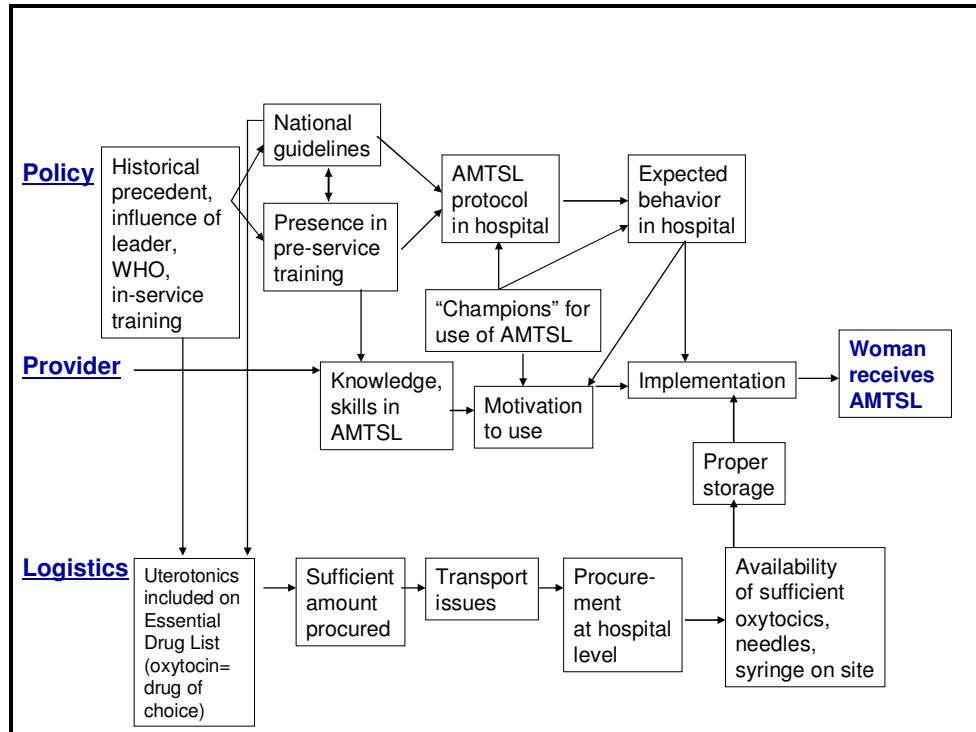 Policy
Historical
precedent,
influence of
leader,
WHO,
in-service
training
National
guidelines
Presence in
pre-service
training
AMTSL
protocol
in hospital
Expected
behavior
in hospital
“Champions” for
use of AMTSL
Provider
Knowledge,
skills in
AMTSL
Motivation
to use
Implementation
Woman
receives
AMTSL
Proper
storage
Logistics
Uterotonics
included on
Essential
Drug List
(oxytocin=
drug of
choice)
Sufficient
amount
procured
Transport
issues
Procure-
ment
at hospital
level
Availability
of sufficient
oxytocics,
needles,
syringe on site